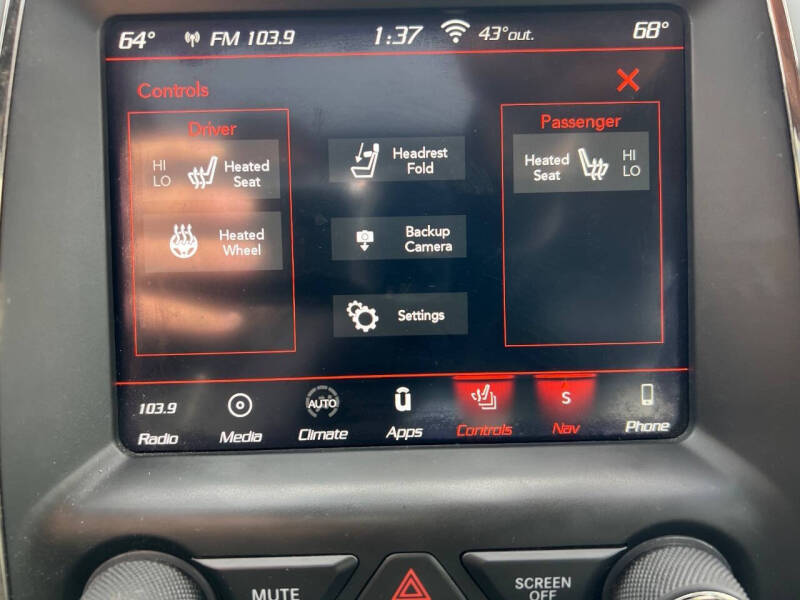 64° FM 103.9 1:37 43°out. 68°
Controls
Driver
HI
LO
Heated
Seat
Heated
Wheel
Headrest
Fold
Backup
Camera
Settings
Passenger
Heated
Seat
HI
LO
103.9
Radio
Media
AUTO
Climate
Apps
Controls
S
Nav
Phone
MUTE
SCREEN
OFF